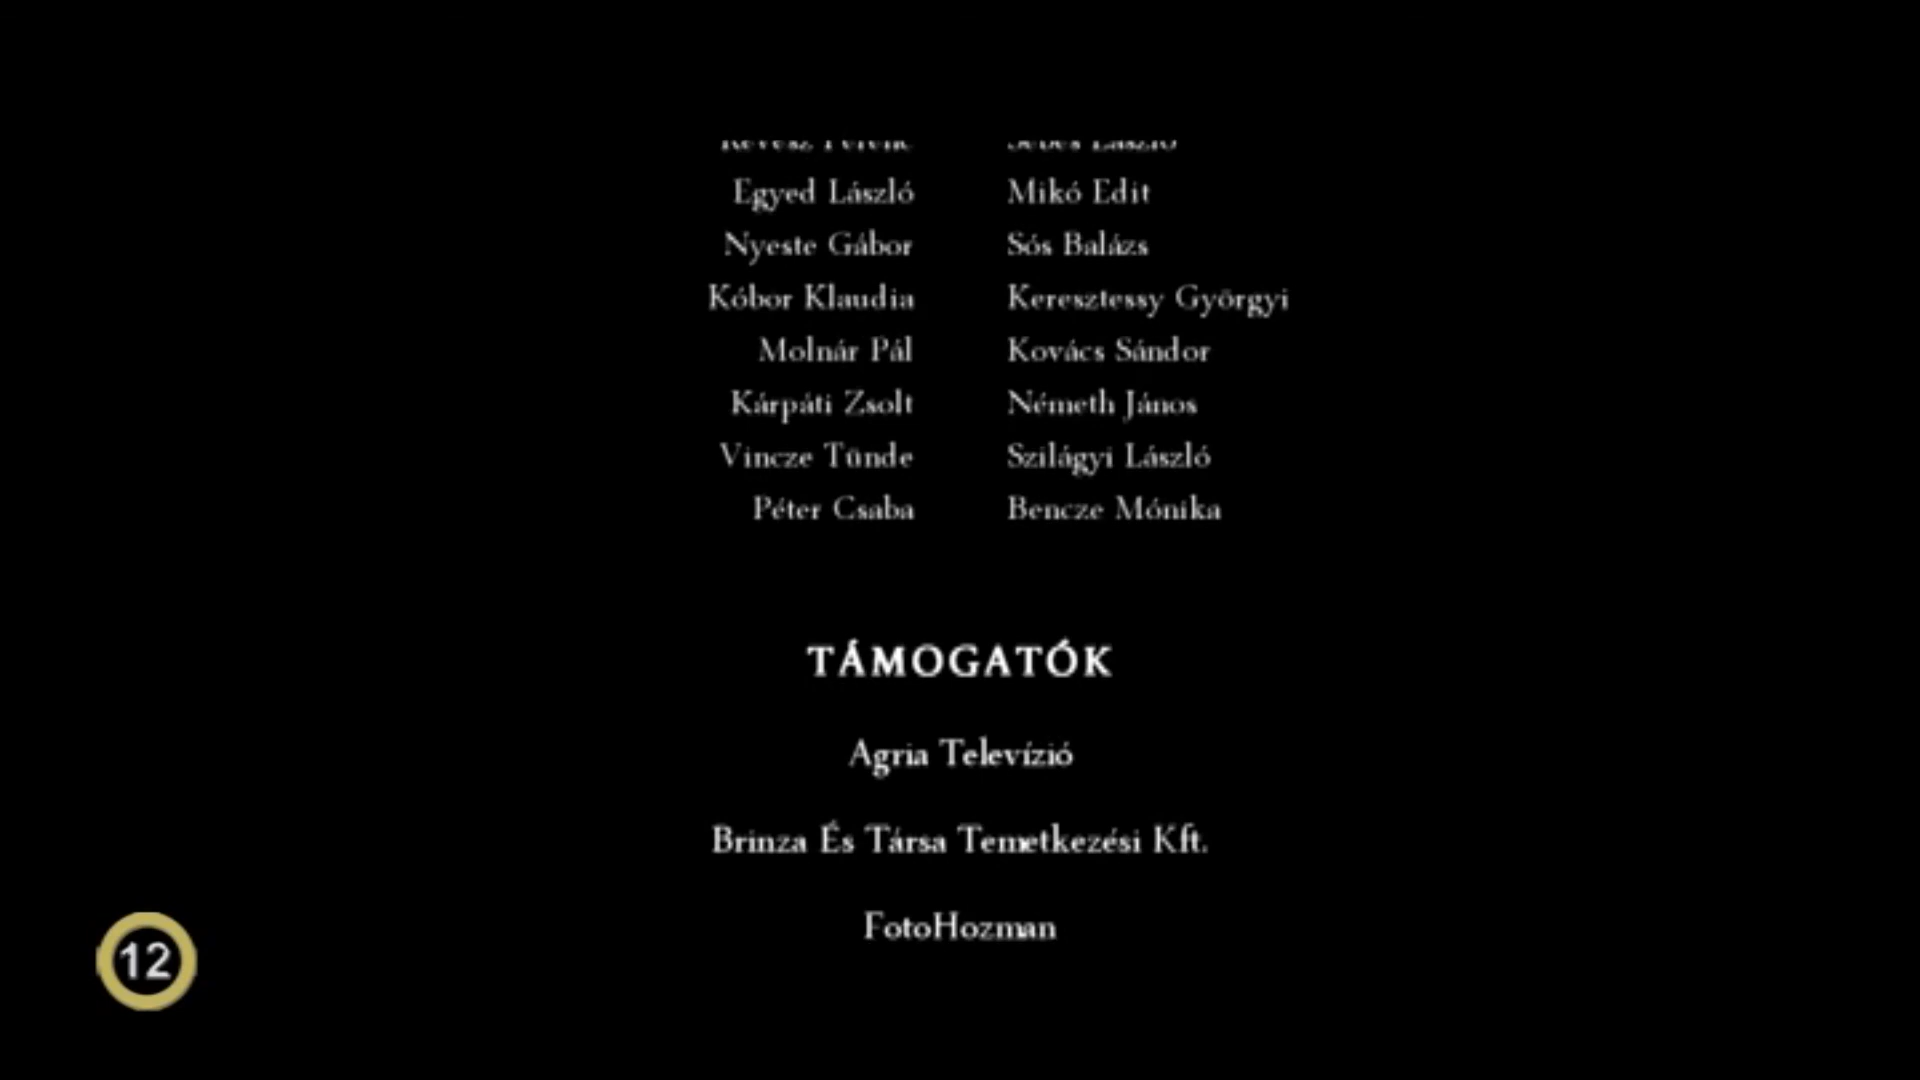 Egyed László Mikó Edit
Nyeste Gábor Sós Balázs
Kóbor Klaudia Keresztessy Györgyi
Molnár Pál Kovács Sándor
Kárpáti Zsolt Németh János
Vincze Tünde Szilágyi László
Péter Csaba Bencze Mónika
TÁMOGATÓK
Agria Televízió
Brinza És Társa Temetkezési Kft.
FotoHozman
12